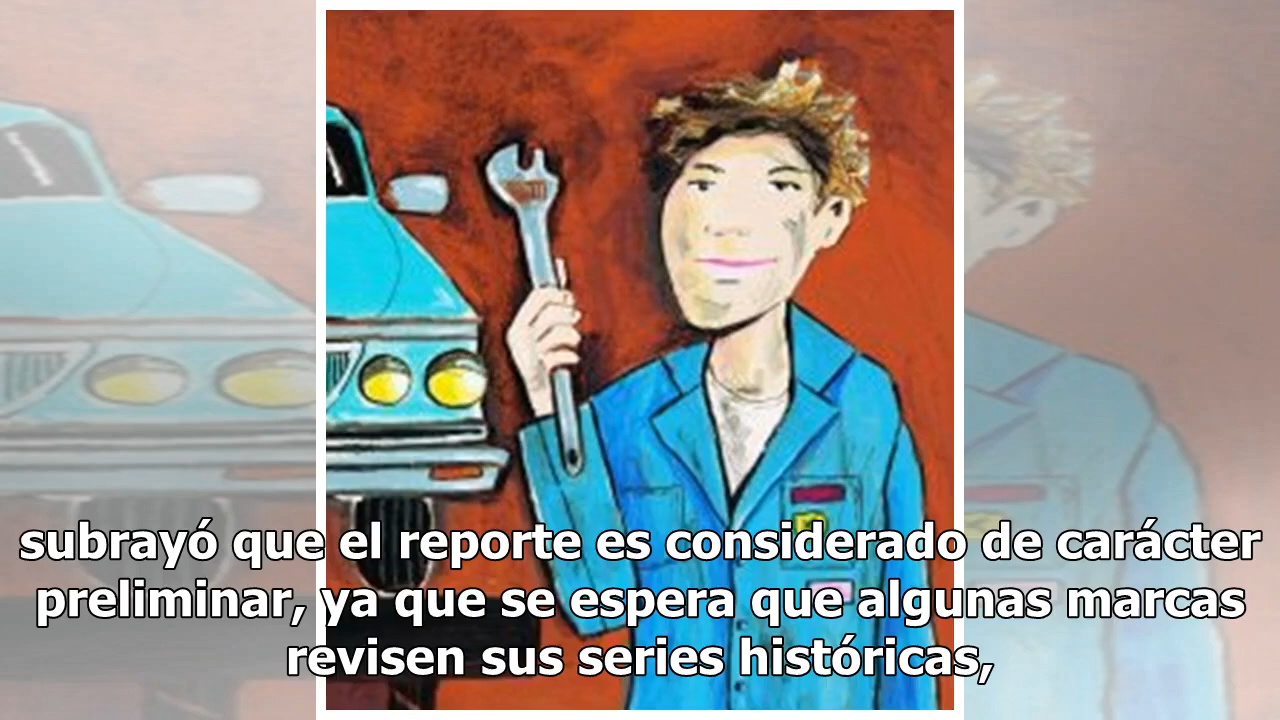 subrayó que el reporte es considerado de carácter
preliminar, ya que se espera que algunas marcas
revisen sus series históricas,